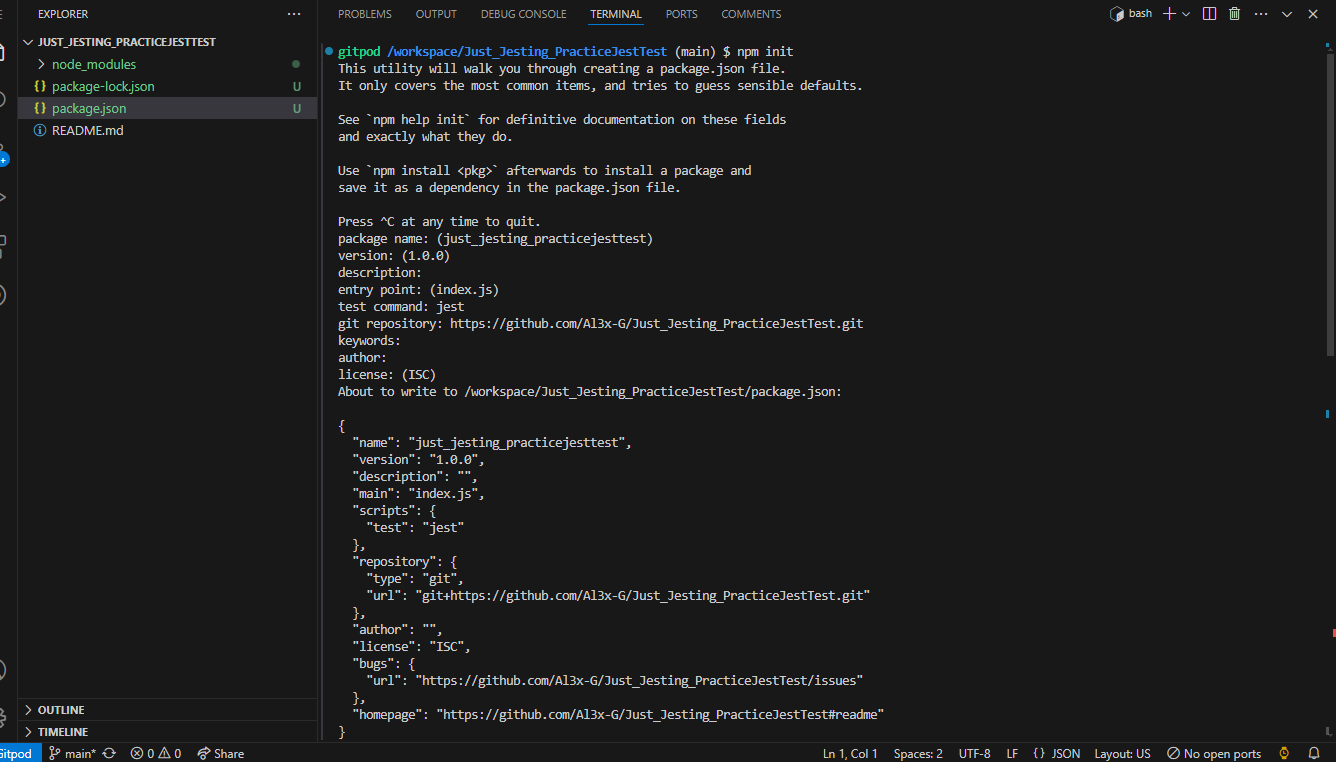 EXPLORER
JUST_JESTING_PRACTICEJESTTEST
node_modules
package-lock.json U
package.json U
README.md
OUTLINE
TIMELINE
PROBLEMS OUTPUT DEBUG CONSOLE TERMINAL PORTS COMMENTS
bash
gitpod /workspace/Just_Jesting_PracticeJestTest (main) $ npm init
This utility will walk you through creating a package.json file.
It only covers the most common items, and tries to guess sensible defaults.
See `npm help init` for definitive documentation on these fields
and exactly what they do.
Use `npm install <pkg>` afterwards to install a package and
save it as a dependency in the package.json file.
Press ^C at any time to quit.
package name: (just_jesting_practicejesttest)
version: (1.0.0)
description:
entry point: (index.js)
test command: jest
git repository: https://github.com/Al3x-G/Just_Jesting_PracticeJestTest.git
keywords:
author:
license: (ISC)
About to write to /workspace/Just_Jesting_PracticeJestTest/package.json:
{
  "name": "just_jesting_practicejesttest",
  "version": "1.0.0",
  "description": "",
  "main": "index.js",
  "scripts": {
    "test": "jest"
  },
  "repository": {
    "type": "git",
    "url": "git+https://github.com/Al3x-G/Just_Jesting_PracticeJestTest.git"
  },
  "author": "",
  "license": "ISC",
  "bugs": {
    "url": "https://github.com/Al3x-G/Just_Jesting_PracticeJestTest/issues"
  },
  "homepage": "https://github.com/Al3x-G/Just_Jesting_PracticeJestTest#readme"
}
Gitpod main* 0 0 Share Ln 1, Col 1 Spaces: 2 UTF-8 LF {} JSON Layout: US No open ports